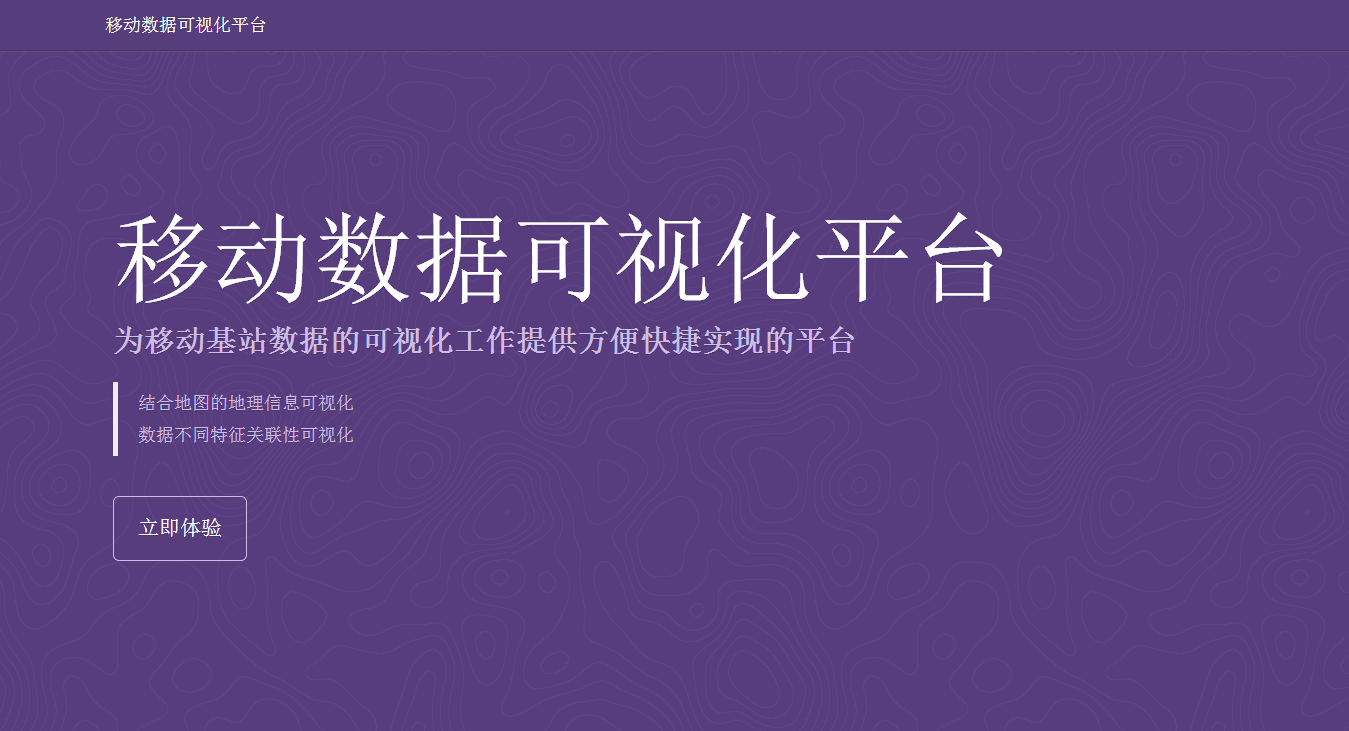 移动数据可视化平台
移动数据可视化平台
为移动基站数据的可视化工作提供方便快捷实现的平台
结合地图的地理信息可视化
数据不同特征关联性可视化
立即体验